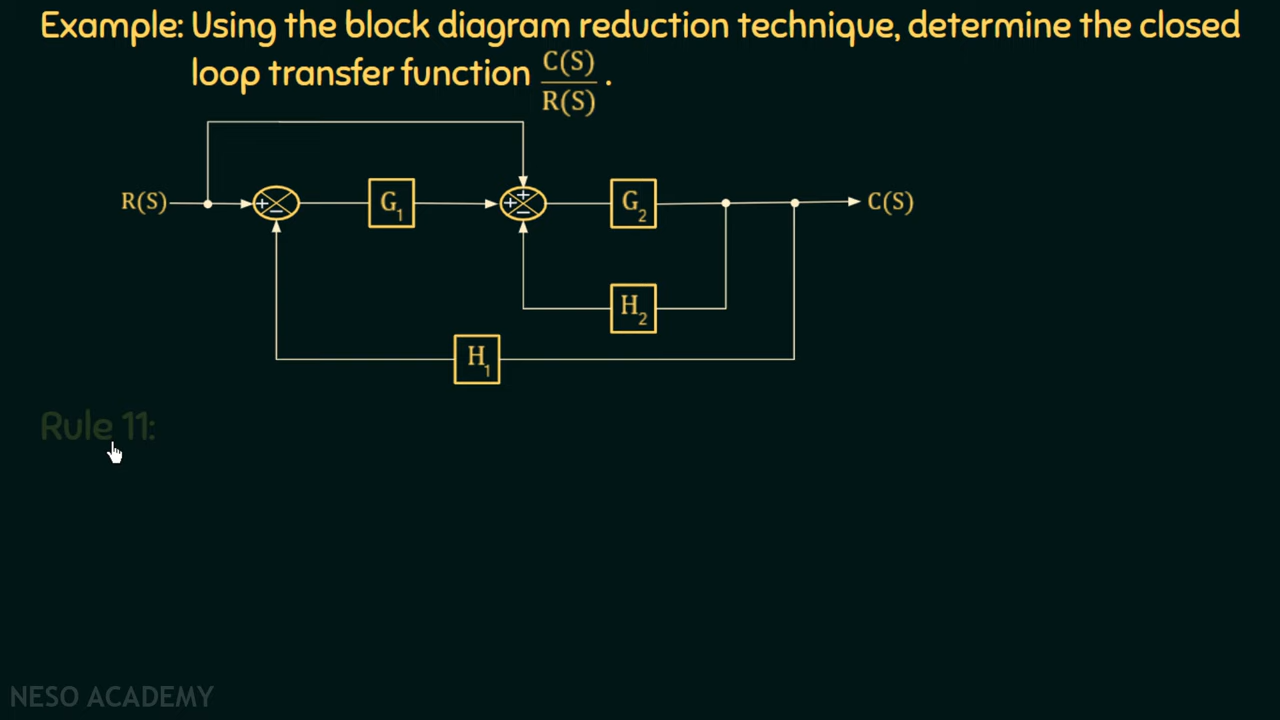 Example: Using the block diagram reduction technique, determine the closed
loop transfer function C(S)/R(S) .
R(S)
+
−
G1
+
+
−
G2
C(S)
H2
H1
Rule 11:
NESO ACADEMY